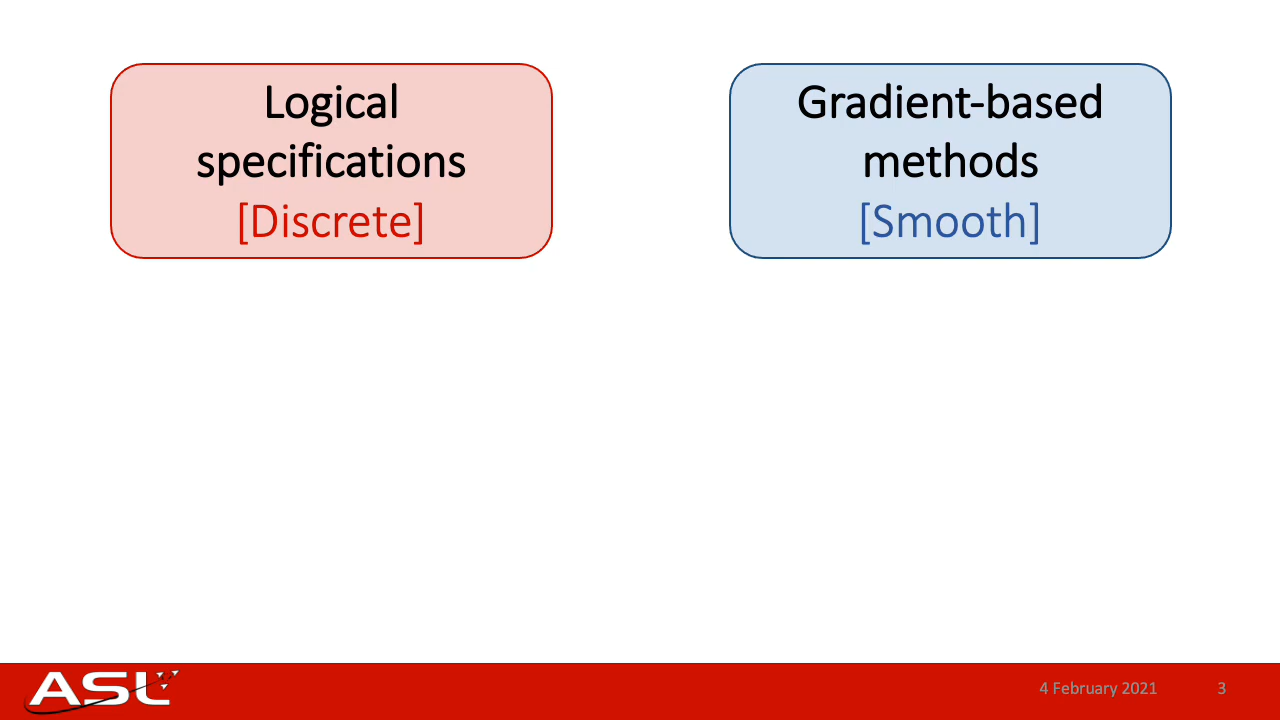 Logical
specifications
[Discrete]
Gradient-based
methods
[Smooth]
ASL
4 February 2021
3